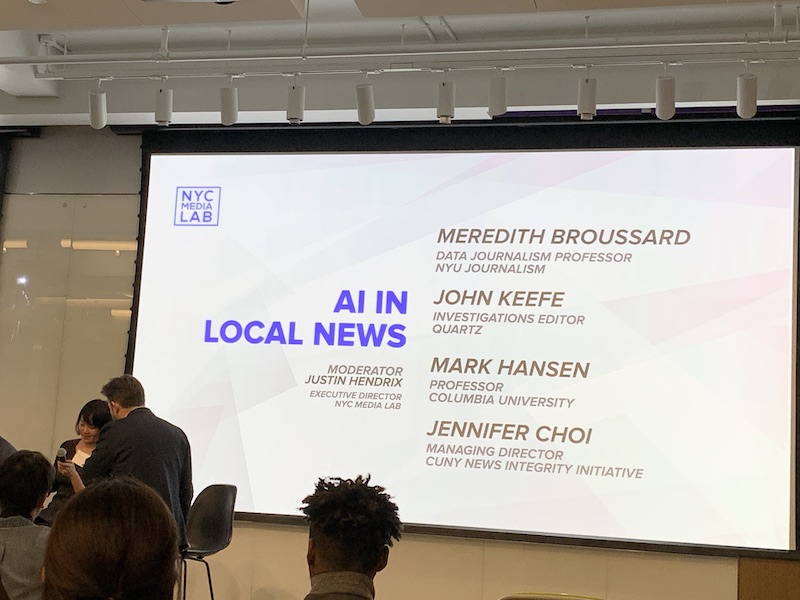 NYC
MEDIA
LAB
AI IN
LOCAL NEWS
MODERATOR
JUSTIN HENDRIX
EXECUTIVE DIRECTOR
NYC MEDIA LAB
MEREDITH BROUSSARD
DATA JOURNALISM PROFESSOR
NYU JOURNALISM
JOHN KEEFE
INVESTIGATIONS EDITOR
QUARTZ
MARK HANSEN
PROFESSOR
COLUMBIA UNIVERSITY
JENNIFER CHOI
MANAGING DIRECTOR
CUNY NEWS INTEGRITY INITIATIVE